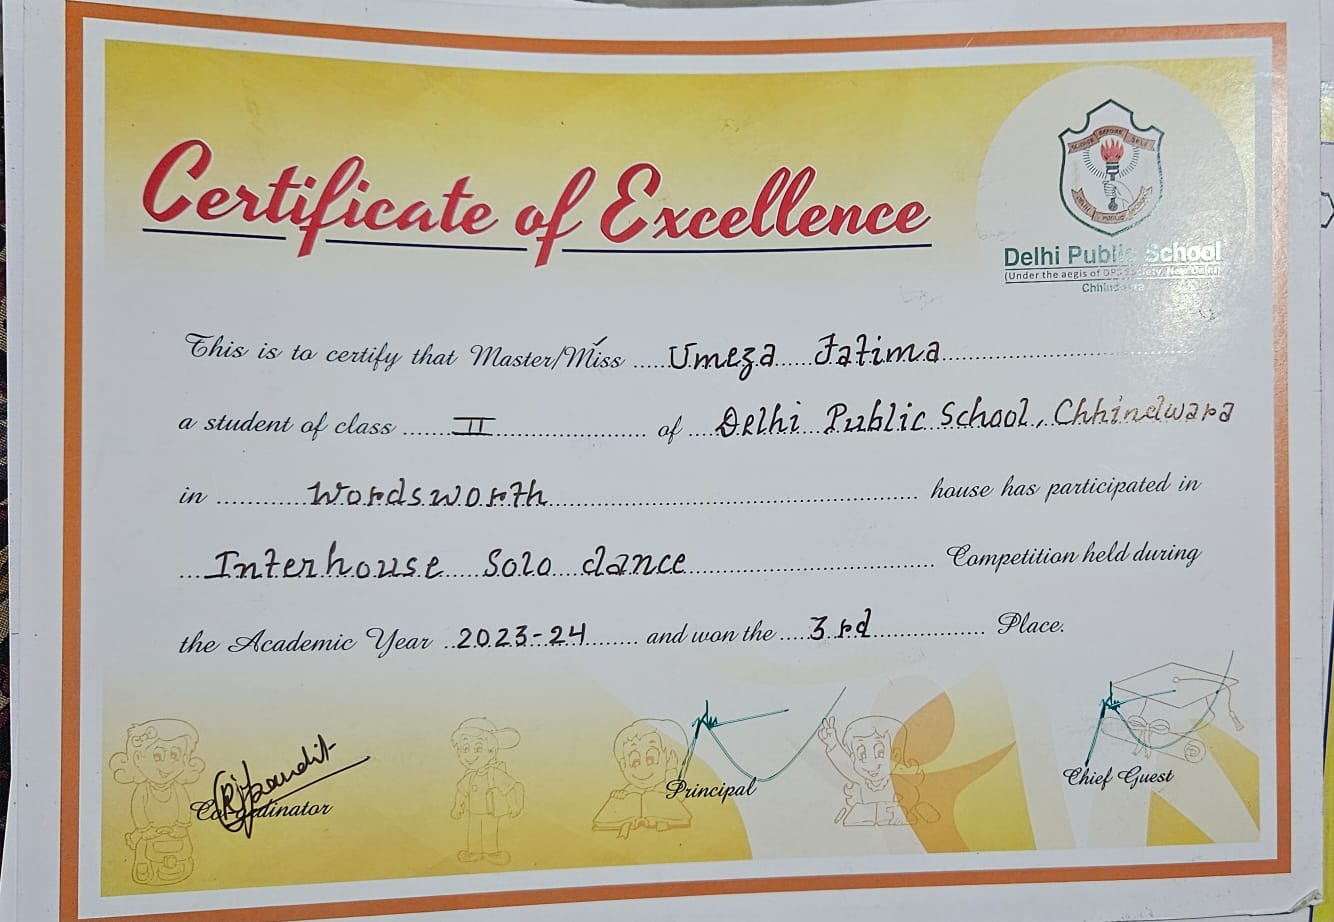 Certificate of Excellence
SERVICE BEFORE SELF
DELHI PUBLIC SCHOOL
Delhi Public School
(Under the aegis of DPS Society, New Delhi)
Chhindwara
This is to certify that Master/Miss Umeza Fatima
a student of class II of Delhi Public School, Chhindwara
in Wordsworth house has participated in
Interhouse Solo dance Competition held during
the Academic Year 2023-24 and won the 3rd Place.
Co-ordinator
Principal
Chief Guest